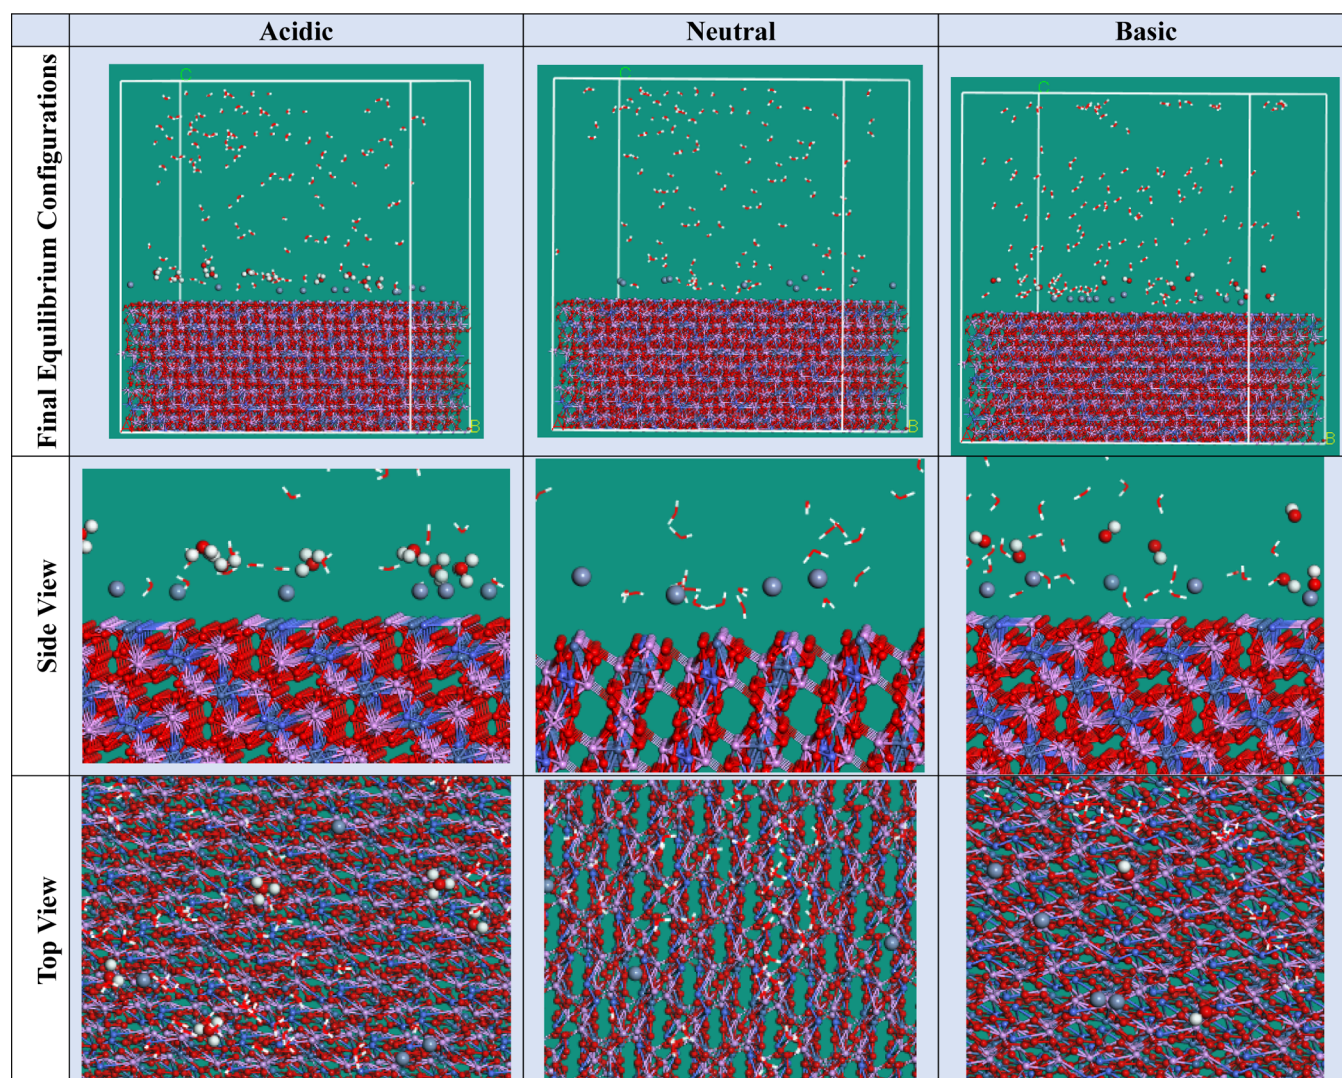 Acidic
Neutral
Basic
Final Equilibrium Configurations
C
B
C
B
C
B
Side View
Top View